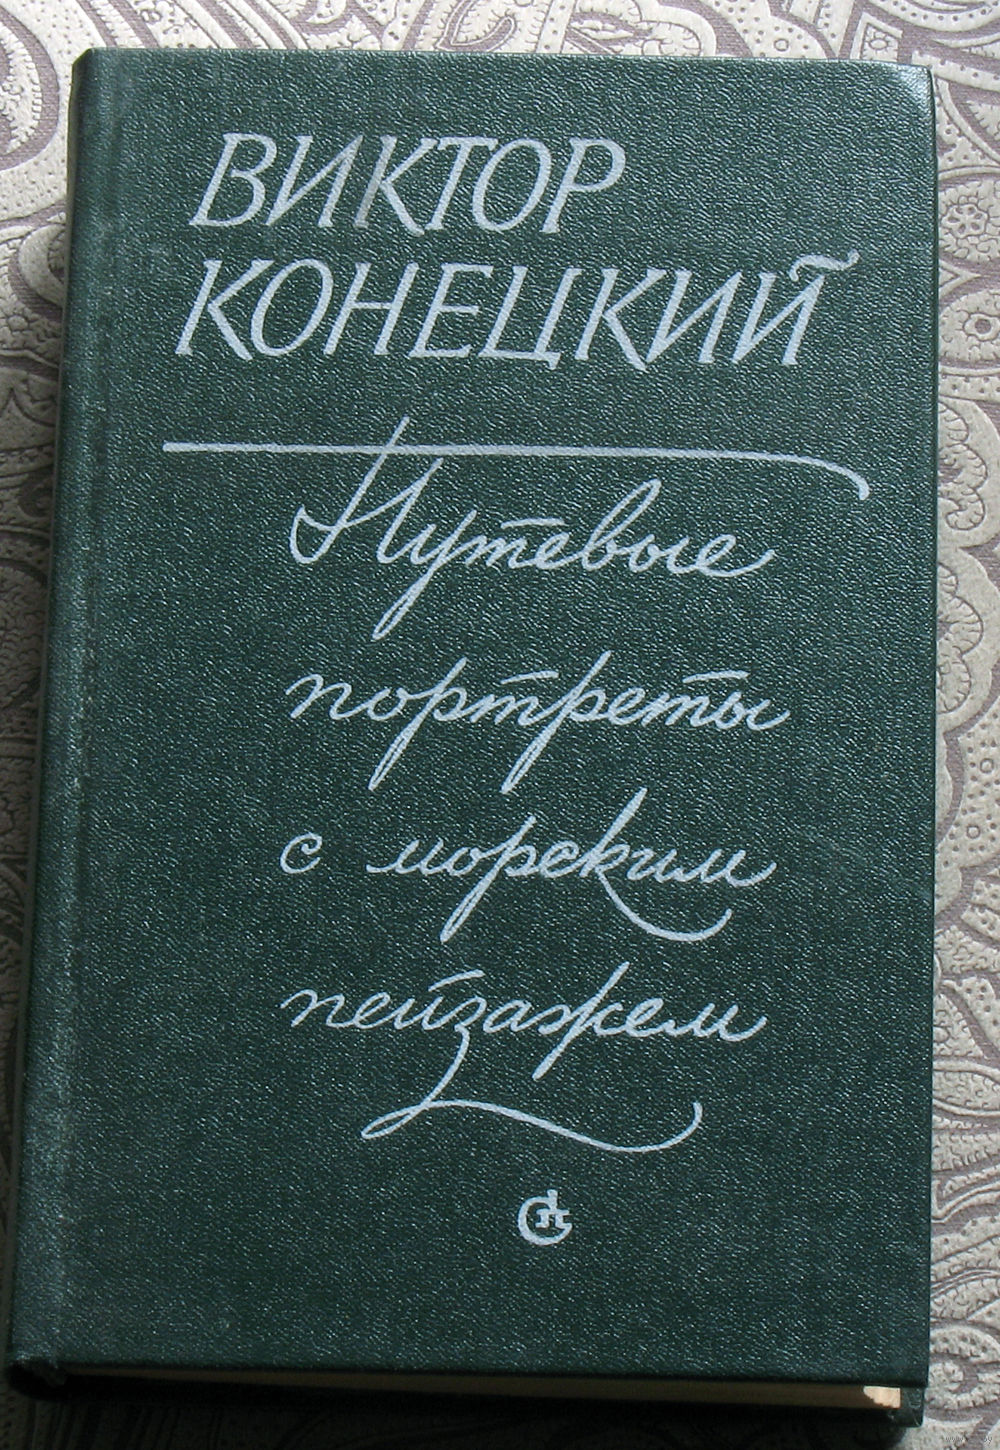 ВИКТОР
КОНЕЦКИЙ
Путевые
портреты
с морским
пейзажем